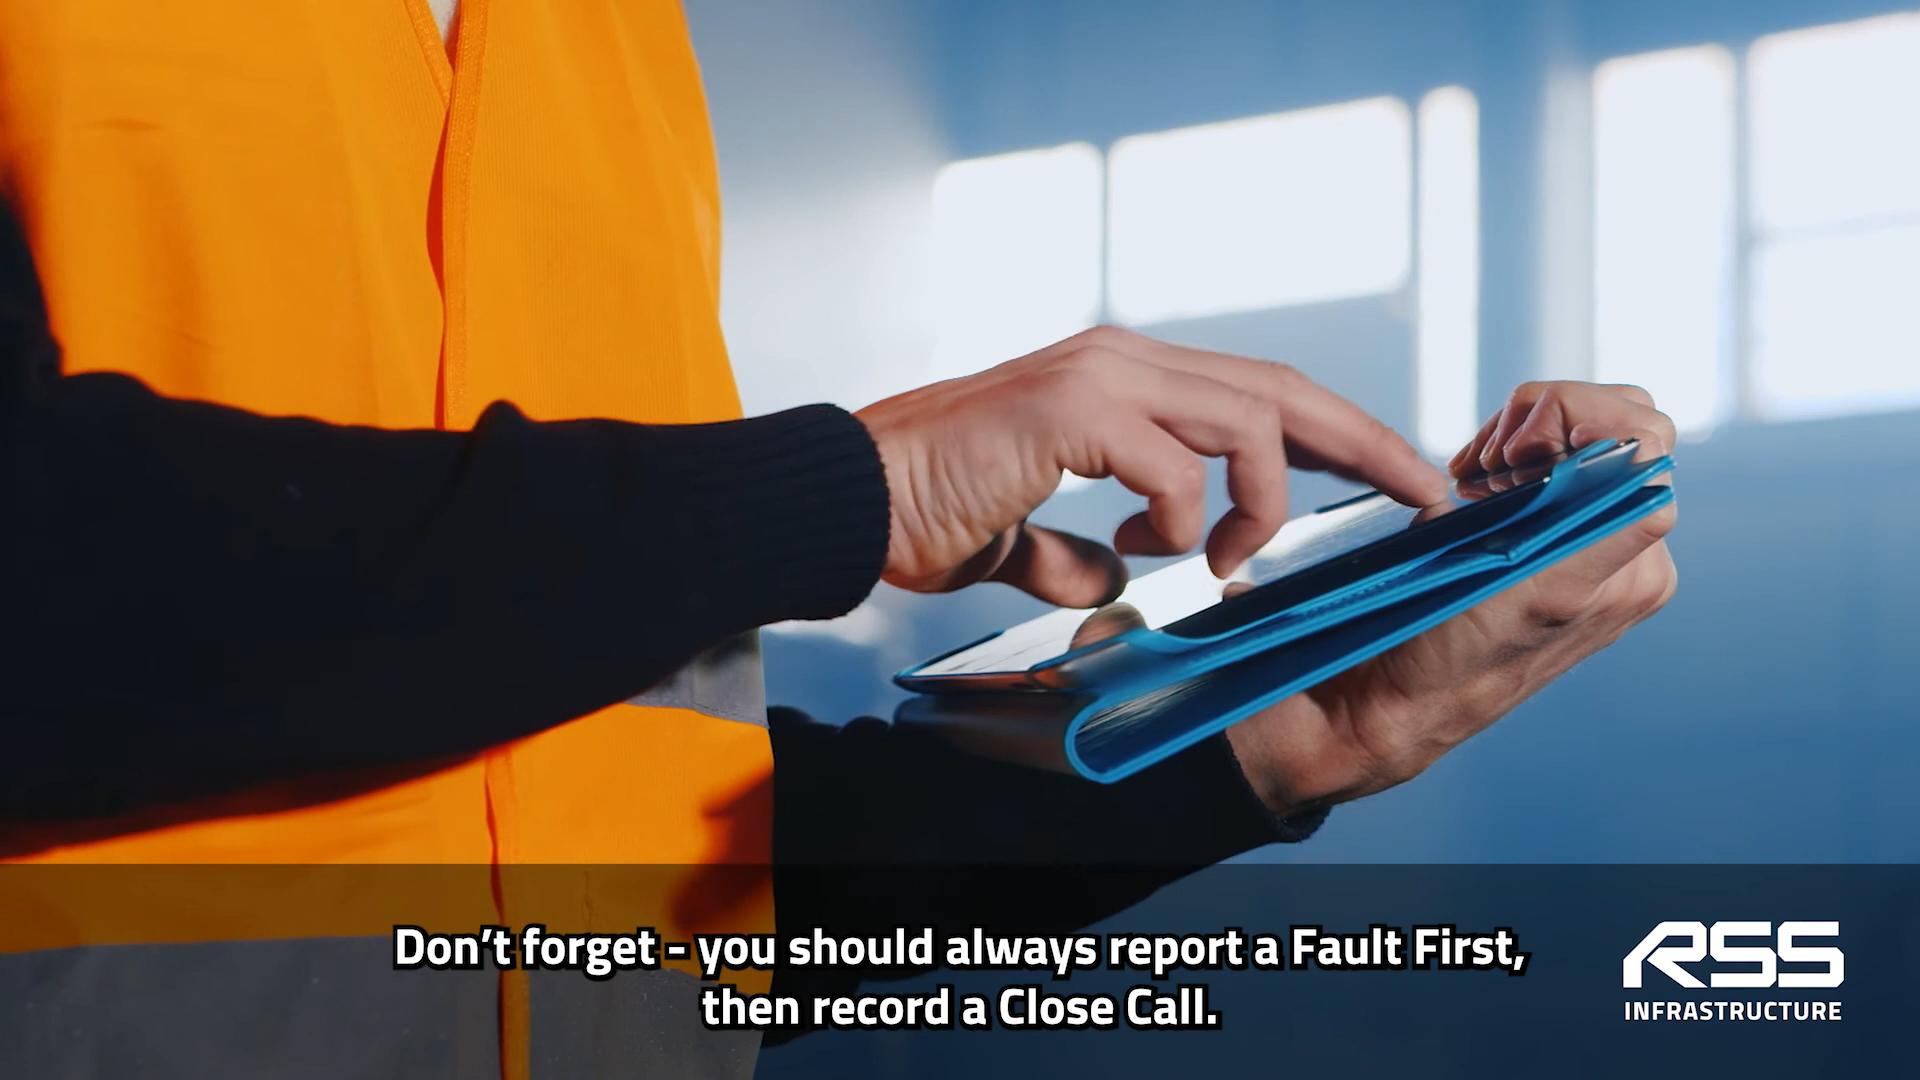 Don’t forget - you should always report a Fault First,
then record a Close Call.
RSS
INFRASTRUCTURE